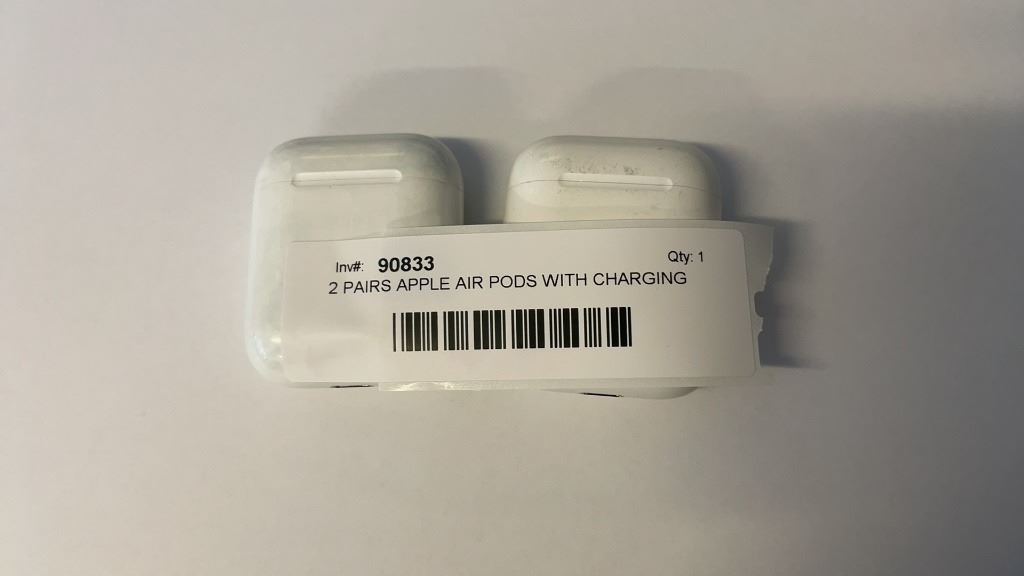 Inv#: 90833 Qty: 1
2 PAIRS APPLE AIR PODS WITH CHARGING